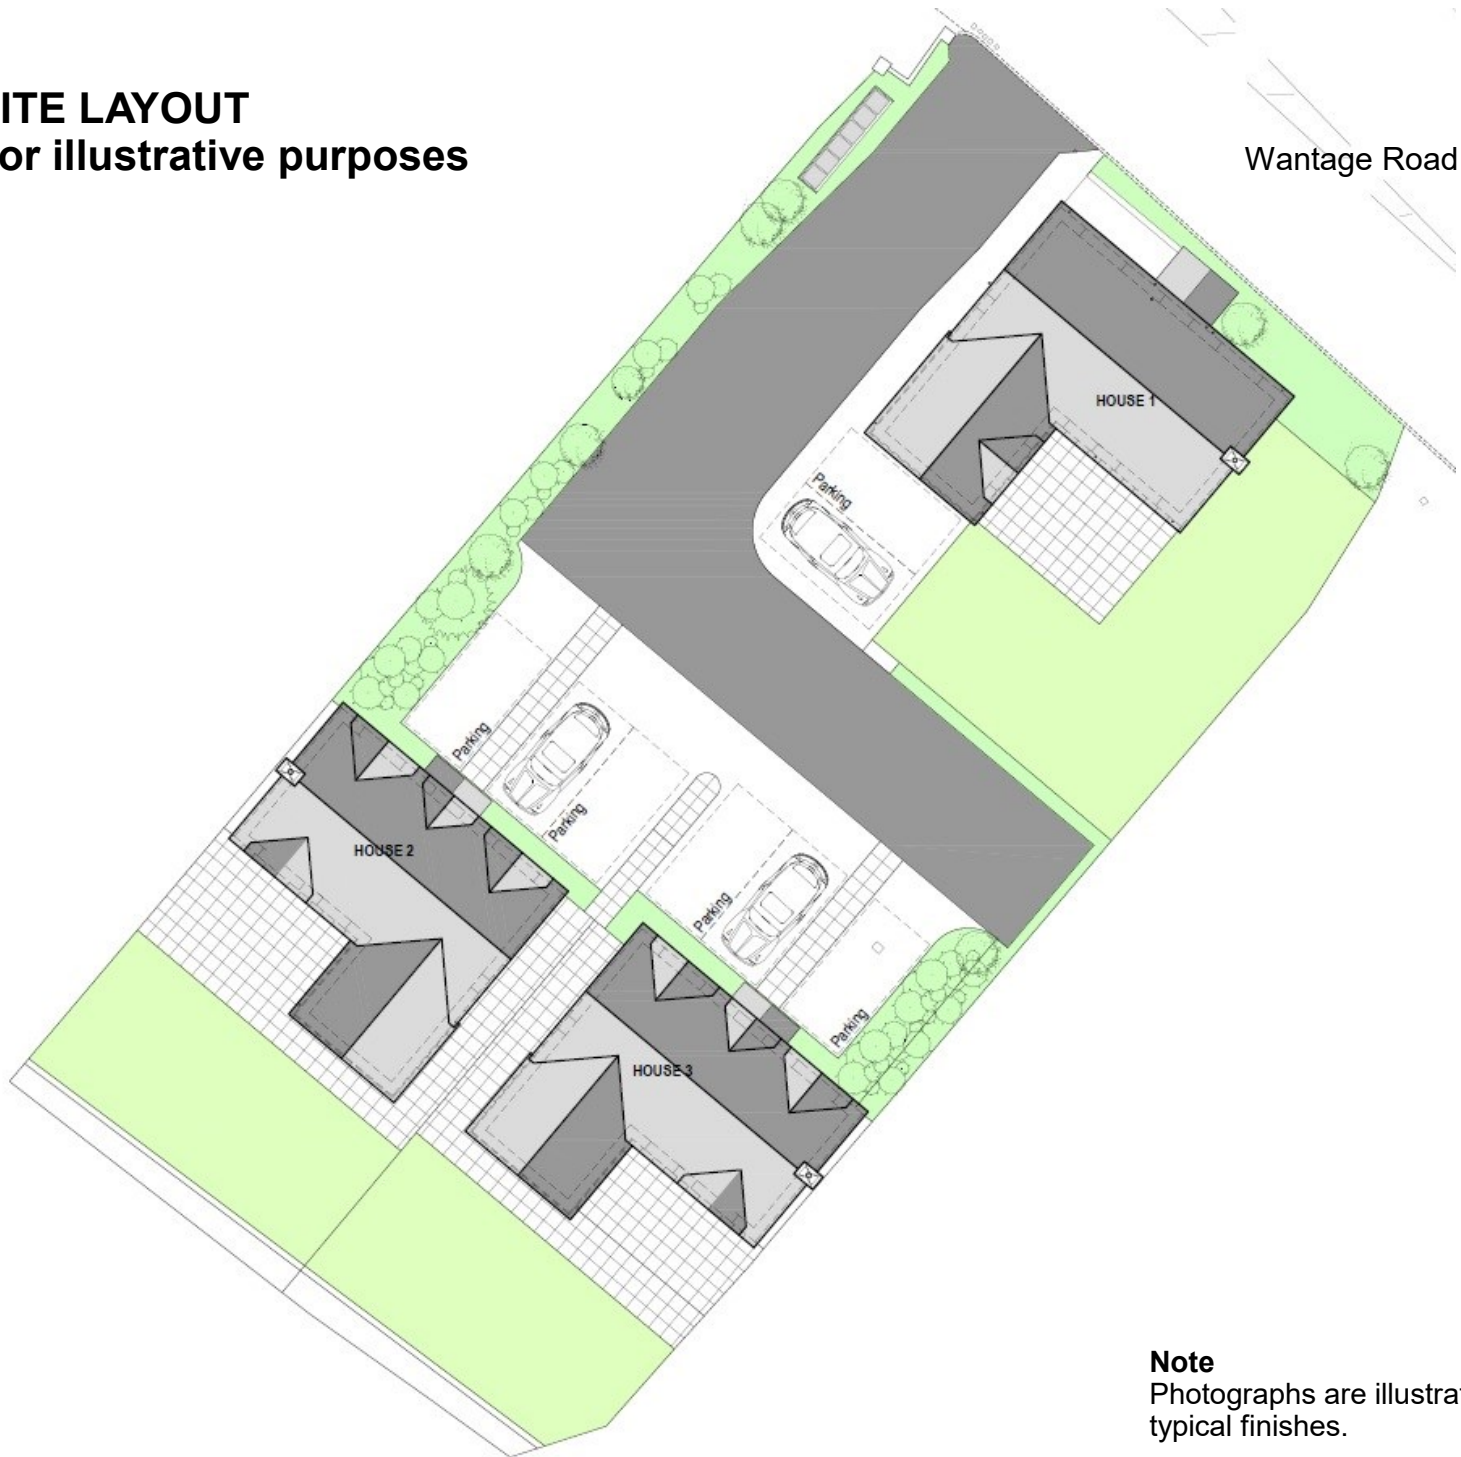 ITE LAYOUT
or illustrative purposes
Wantage Road
HOUSE 1
Parking
Parking
Parking
HOUSE 2
Parking
Parking
HOUSE 3
Note
Photographs are illustrat
typical finishes.